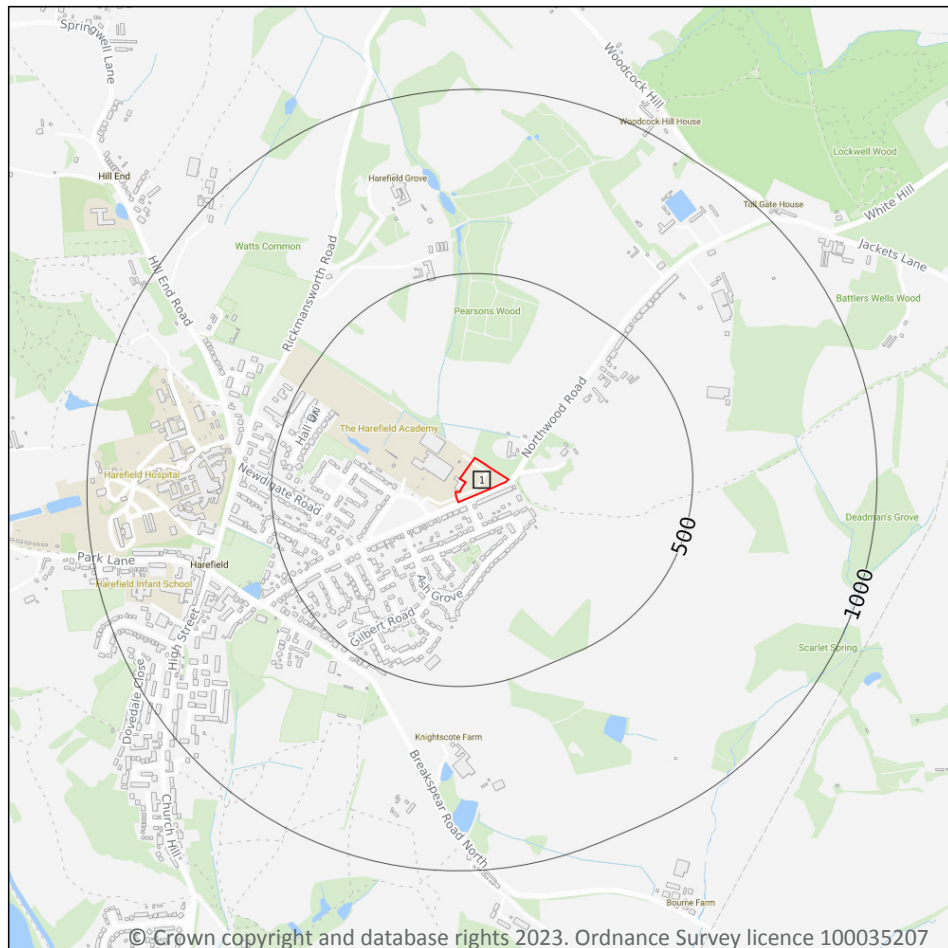 Springwell Lane
Woodcock Hill
Woodcock Hill House
Lockwell Wood
Hill End
Harefield Grove
White Hill
Toll Gate House
Jackets Lane
Watts Common
Hill End Road
Rickmansworth Road
Battlers Wells Wood
Pearsons Wood
Northwood Road
The Harefield Academy
Harefield Hospital
Newdigate Road
1
Deadman's Grove
500
Park Lane
Harefield
Harefield Infant School
Ash Grove
1000
Gilbert Road
High Street
Scarlet Spring
Dovedale Close
Knightscote Farm
Breakspear Road North
Church Hill
Bourne Farm
© Crown copyright and database rights 2023. Ordnance Survey licence 100035207